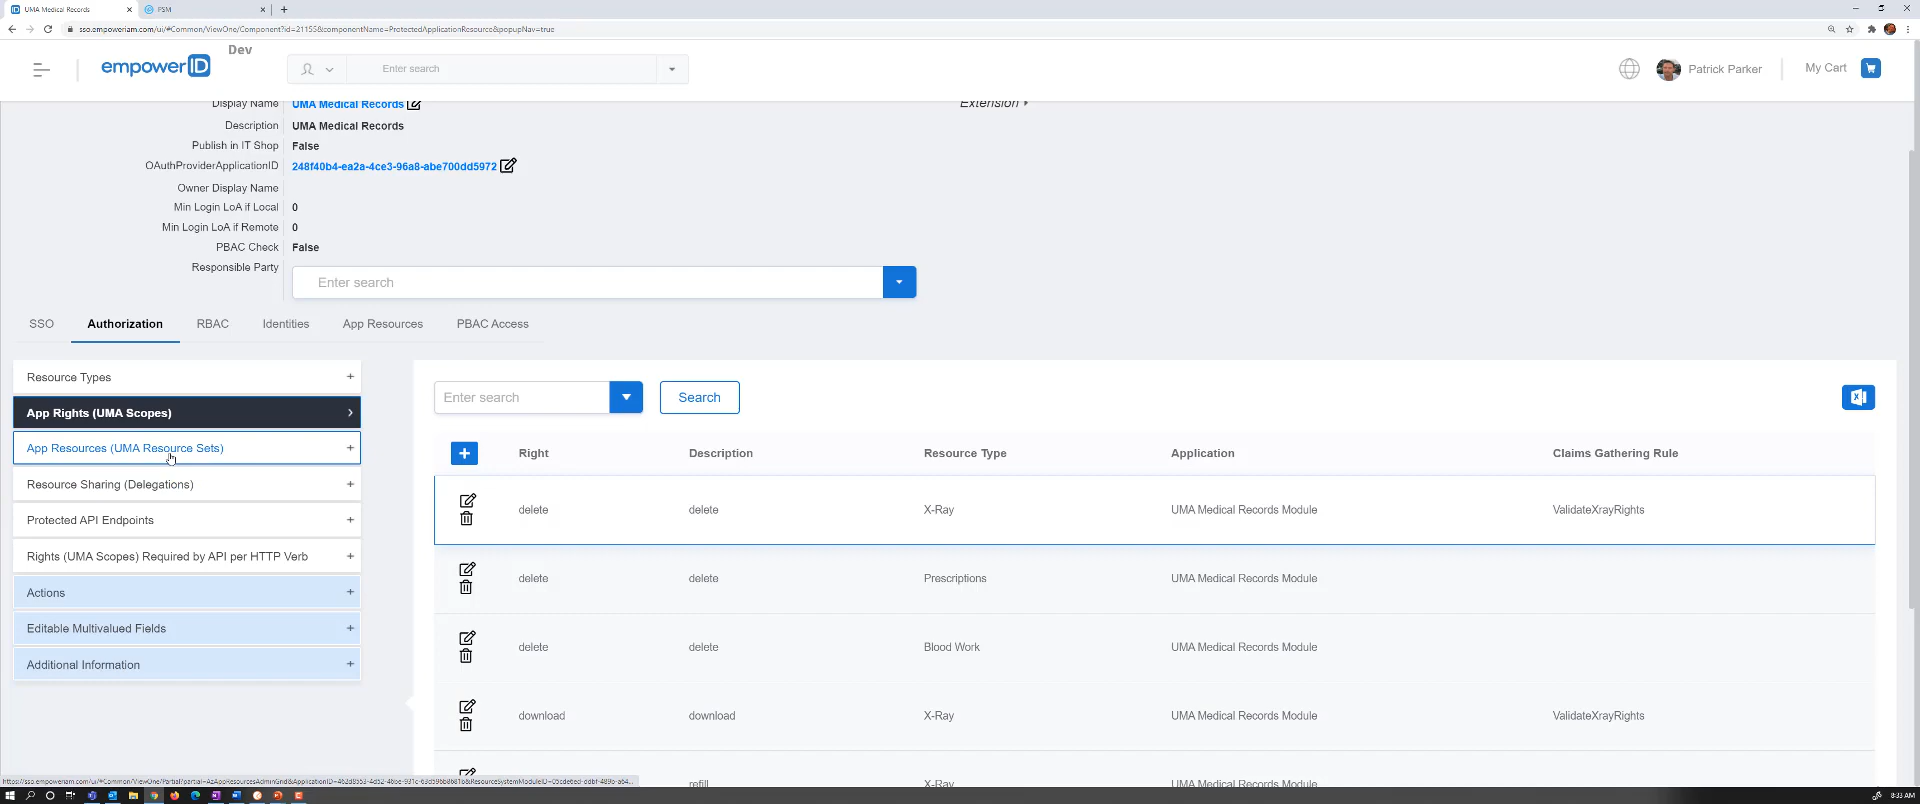 UMA Medical Records
PSM
sso.empoweriam.com/ui/#Common/ViewOne/Component?id=21155&componentName=ProtectedApplicationResource&popupNav=true
Dev
empowerID
Enter search
Patrick Parker
My Cart
Display Name UMA Medical Records
Extension
Description UMA Medical Records
Publish in IT Shop False
OAuthProviderApplicationID 248f40b4-ea2a-4ce3-96a8-abe700dd5972
Owner Display Name
Min Login LoA if Local 0
Min Login LoA if Remote 0
PBAC Check False
Responsible Party
Enter search
SSO Authorization RBAC Identities App Resources PBAC Access
Resource Types +
App Rights (UMA Scopes)
App Resources (UMA Resource Sets) +
Resource Sharing (Delegations) +
Protected API Endpoints +
Rights (UMA Scopes) Required by API per HTTP Verb +
Actions +
Editable Multivalued Fields +
Additional Information +
Enter search Search
+ Right Description Resource Type Application Claims Gathering Rule
delete delete X-Ray UMA Medical Records Module ValidateXrayRights
delete delete Prescriptions UMA Medical Records Module
delete delete Blood Work UMA Medical Records Module
download download X-Ray UMA Medical Records Module ValidateXrayRights
refill X-Ray UMA Medical Records Module
8:33 AM